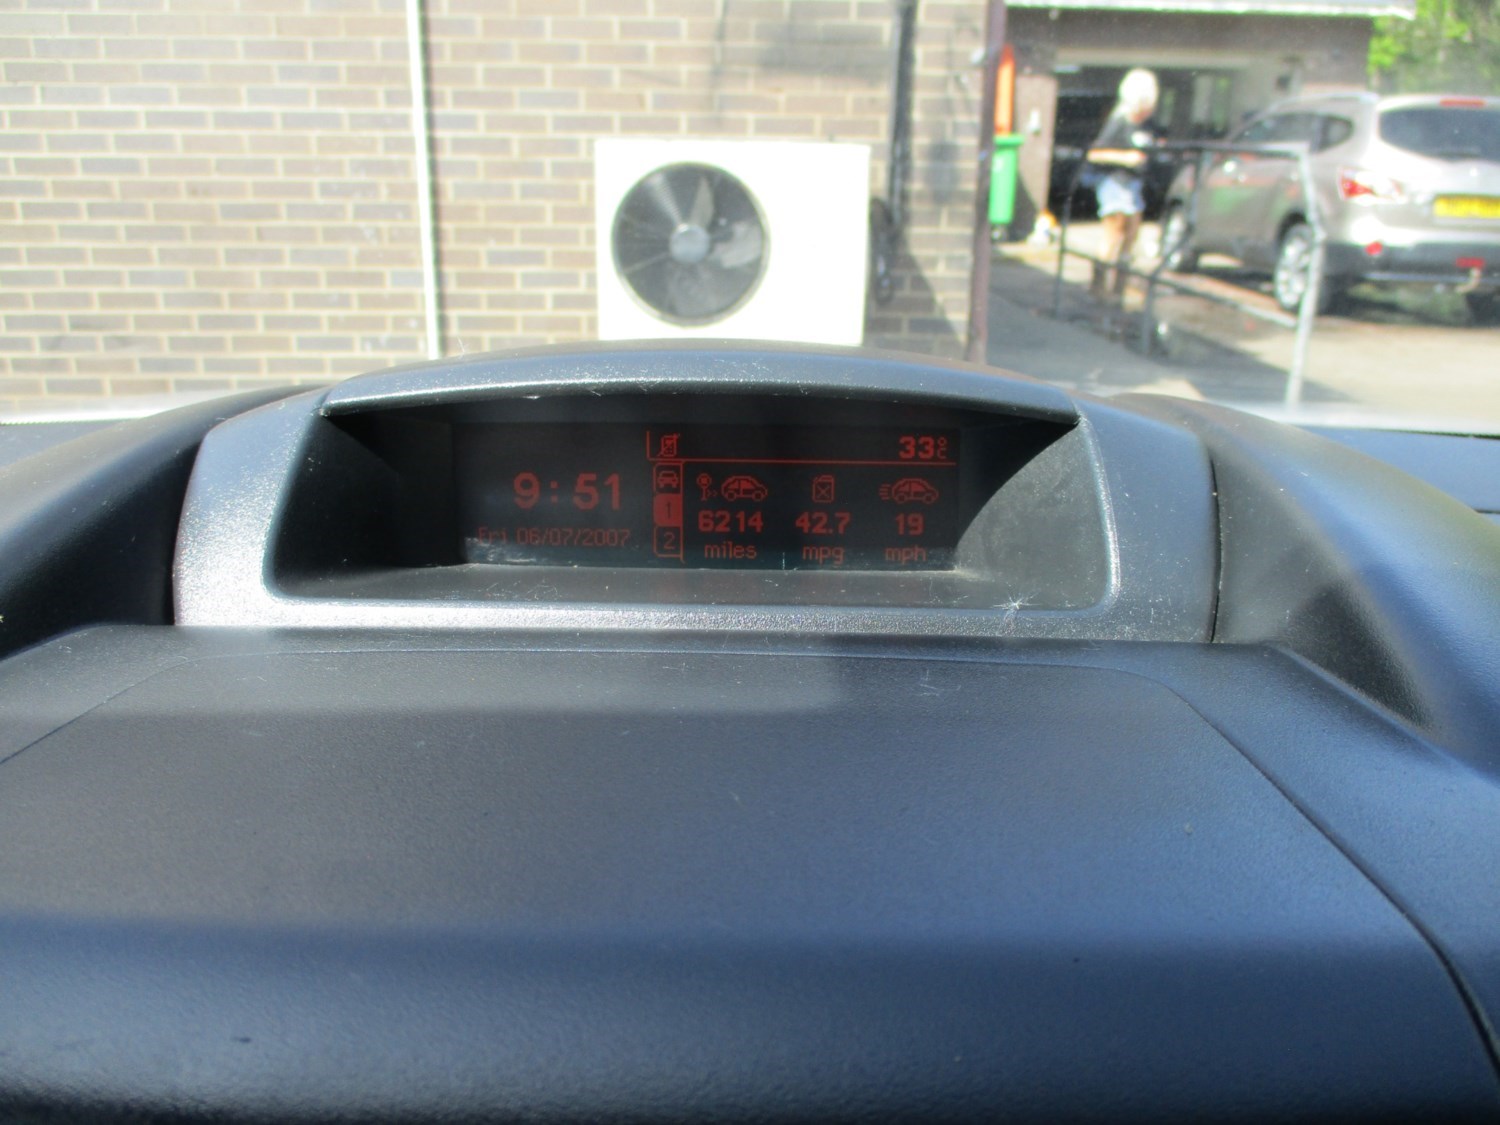 33°C
9:51
Fri 06/07/2007
1
2
6214 42.7 19
miles mpg mph